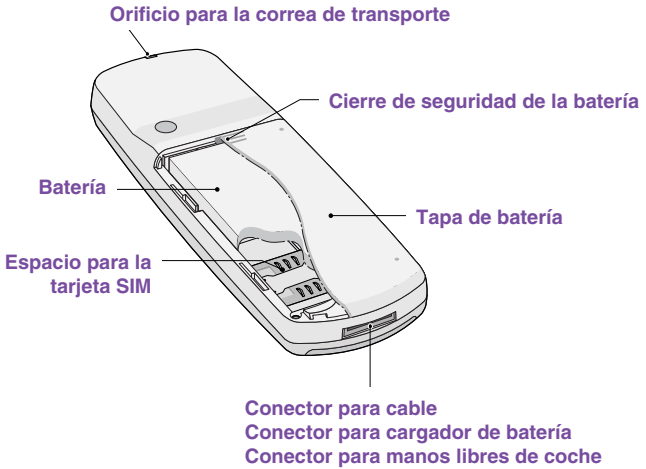 Orificio para la correa de transporte
Cierre de seguridad de la batería
Batería
Tapa de batería
Espacio para la
tarjeta SIM
Conector para cable
Conector para cargador de batería
Conector para manos libres de coche